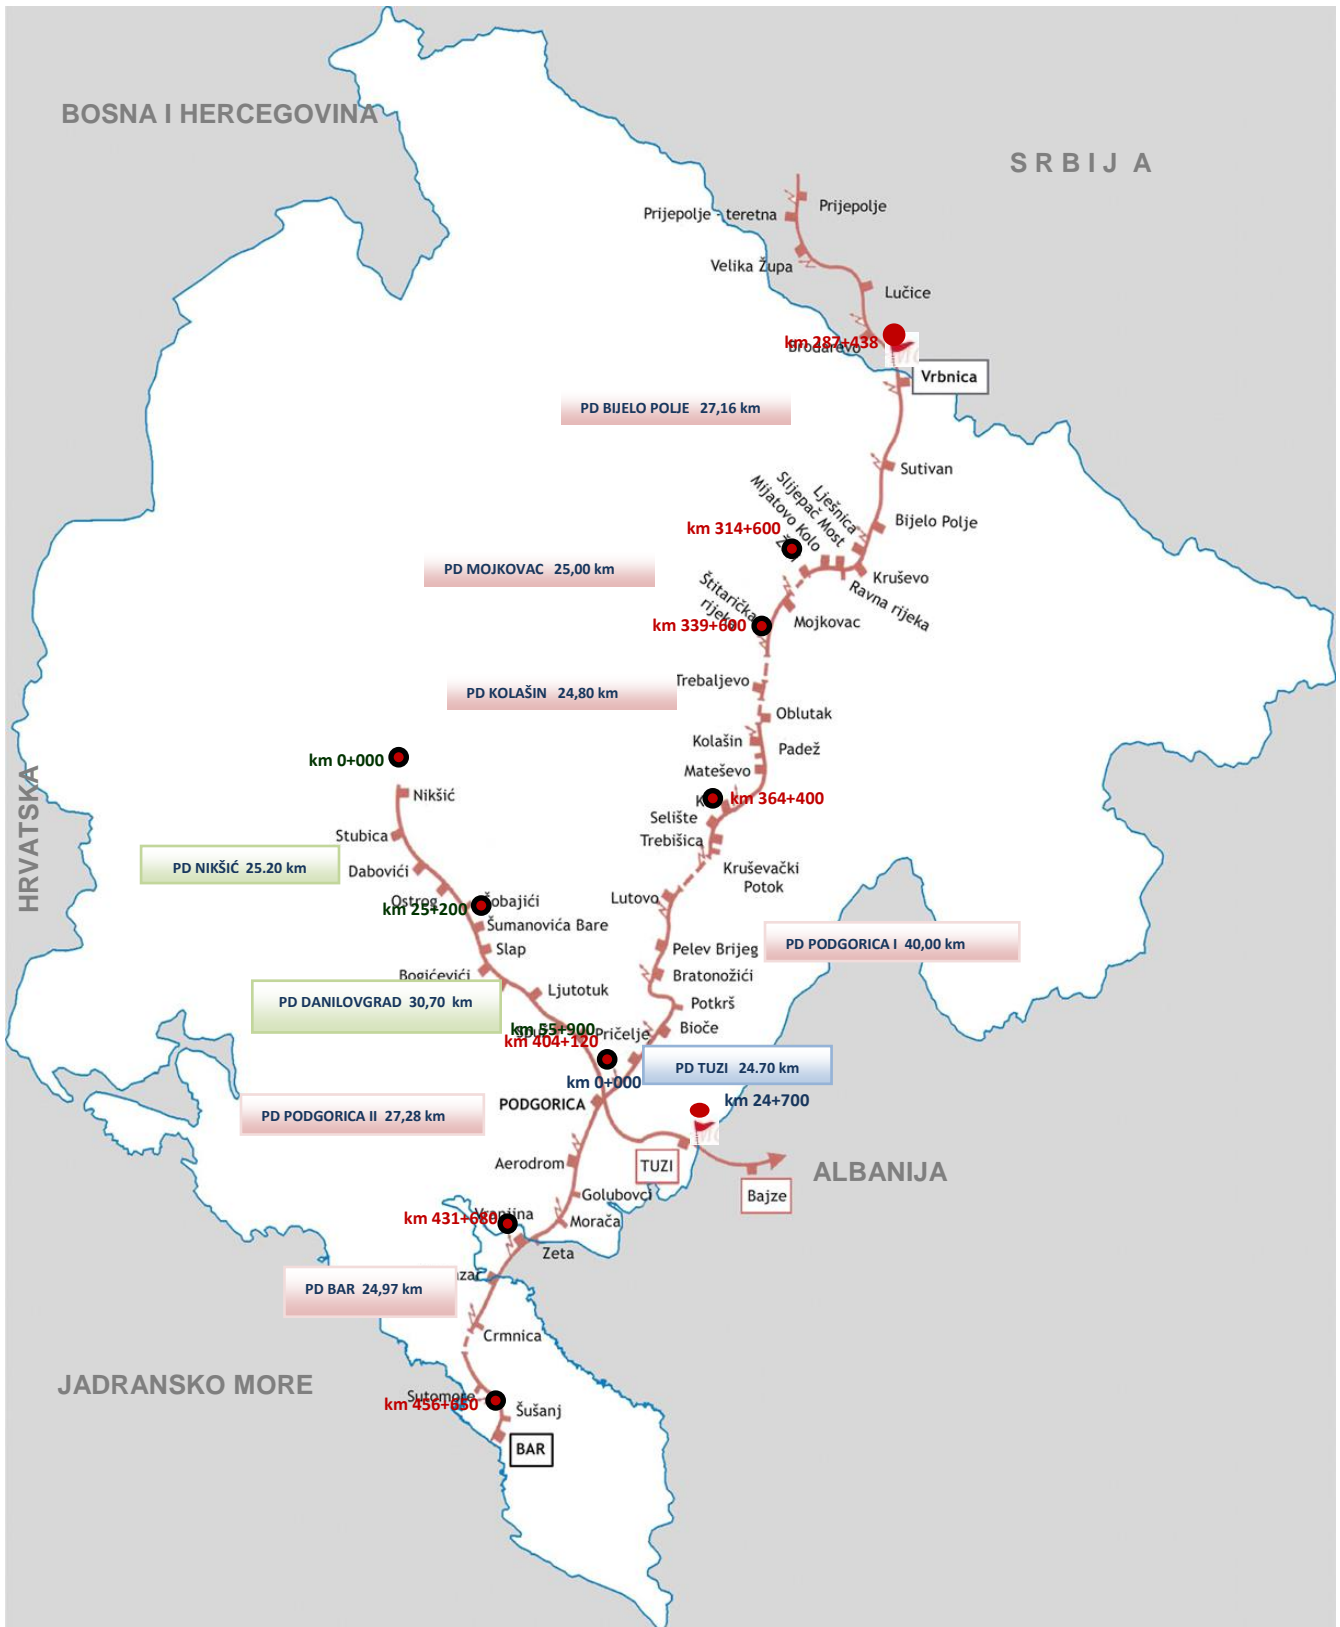 BOSNA I HERCEGOVINA
S R B I J A
Prijepolje
Prijepolje - teretna
Velika Župa
Lučice
km 287+438
Brodarevo
Vrbnica
PD BIJELO POLJE 27,16 km
Sutivan
Lješnica
Slijepač Most
Mijatovo Kolo
Bijelo Polje
km 314+600
PD MOJKOVAC 25,00 km
Kruševo
Ravna rijeka
Štitarička
rijeka
Mojkovac
km 339+600
Trebaljevo
PD KOLAŠIN 24,80 km
Oblutak
Kolašin
Padež
km 0+000
Mateševo
Nikšić
km 364+400
Selište
Stubica
Trebišica
PD NIKŠIĆ 25.20 km
Dabovići
Kruševački
Potok
Ostrog
Lutovo
HRVATSKA
km 25+200
Šobajići
Šumanovića Bare
Slap
Pelev Brijeg
PD PODGORICA I 40,00 km
Bogićevići
Bratonožići
Ljutotuk
PD DANILOVGRAD 30,70 km
Potkrš
km 55+900
Bioče
Pričelje
km 404+120
PD TUZI 24.70 km
km 0+000
km 24+700
PODGORICA
PD PODGORICA II 27,28 km
Aerodrom
TUZI
ALBANIJA
Bajze
Golubovci
Vranjina
km 431+680
Morača
Zeta
zar
PD BAR 24,97 km
Crmnica
JADRANSKO MORE
Sutomore
km 456+650
Šušanj
BAR